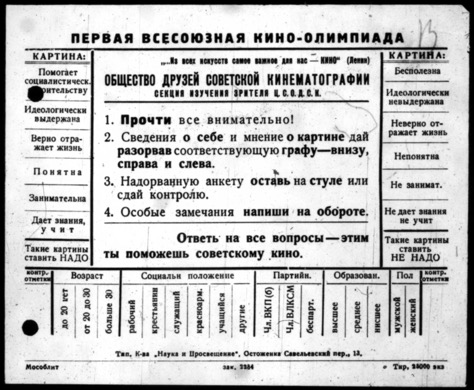 ПЕРВАЯ ВСЕСОЮЗНАЯ КИНО-ОЛИМПИАДА
КАРТИНА:
Помогает
социалистическ.
строительству
Идеологически
выдержана
Верно отра-
жает жизнь
Понятна
Занимательна
Дает знания,
учит
Такие картины
ставить НАДО
„Из всех искусств самое важное для нас — КИНО" (Ленин)
ОБЩЕСТВО ДРУЗЕЙ СОВЕТСКОЙ КИНЕМАТОГРАФИИ
СЕКЦИЯ ИЗУЧЕНИЯ ЗРИТЕЛЯ Ц.С.О.Д.С.К.
1. Прочти все внимательно!
2. Сведения о себе и мнение о картине дай
разорвав соответствующую графу—внизу,
справа и слева.
3. Надорванную анкету оставь на стуле или
сдай контролю.
4. Особые замечания напиши на обороте.
Ответь на все вопросы—этим
ты поможешь советскому кино.
КАРТИНА:
Бесполезна
Идеологически
невыдержана
Неверно от-
ражает жизнь
Непонятна
Не занимат.
Не дает знания
не учит
Такие картины
ставить
НЕ НАДО
контр.
отметки
Возраст
Социальн положение
Партийн.
Образован.
Пол
контр.
отметки
до 20 лет
от 20 до 30
больше 30
рабочий
крестьянин
служащий
красноарм.
учащийся
другие
Чл. ВКП(б)
Чл. ВЛКСМ
беспарт.
высшее
среднее
низшее
мужской
женский
Тип. К-ва „Наука и Просвещение". Остоженка Савельевский пер., 13.
Мособлит
зак. 2234
Тир. 24000 экз